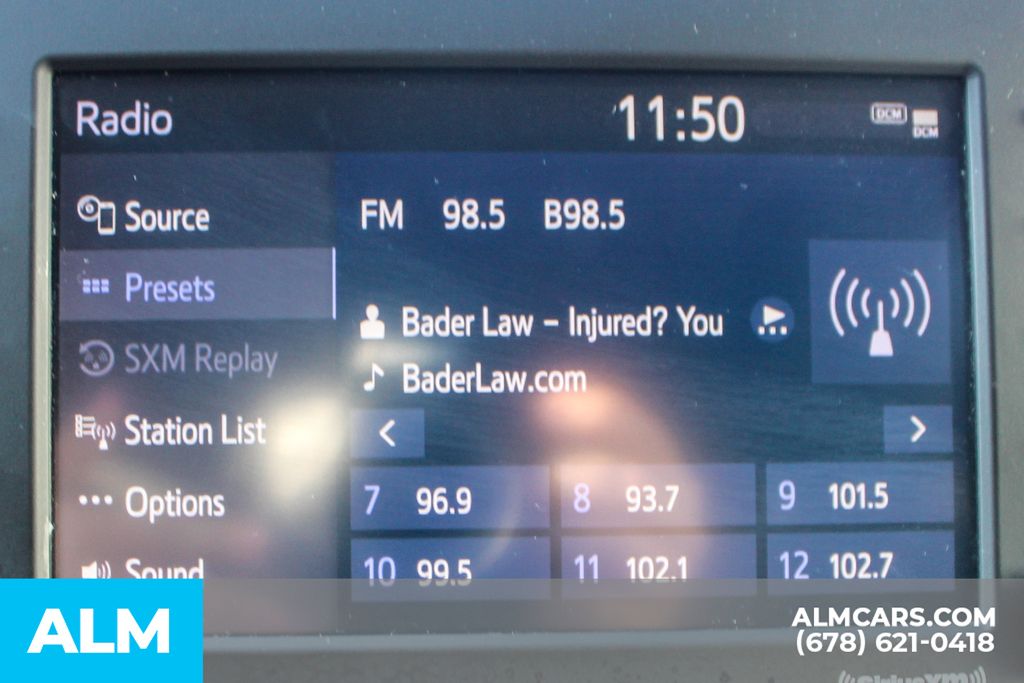 Radio
11:50
DCM
DCM
Source
FM 98.5 B98.5
Presets
Bader Law – Injured? You
SXM Replay
BaderLaw.com
Station List
< >
7 96.9 8 93.7 9 101.5
Options
10 99.5 11 102.1 12 102.7
Sound
ALM
ALMCARS.COM
(678) 621-0418
SiriusXM